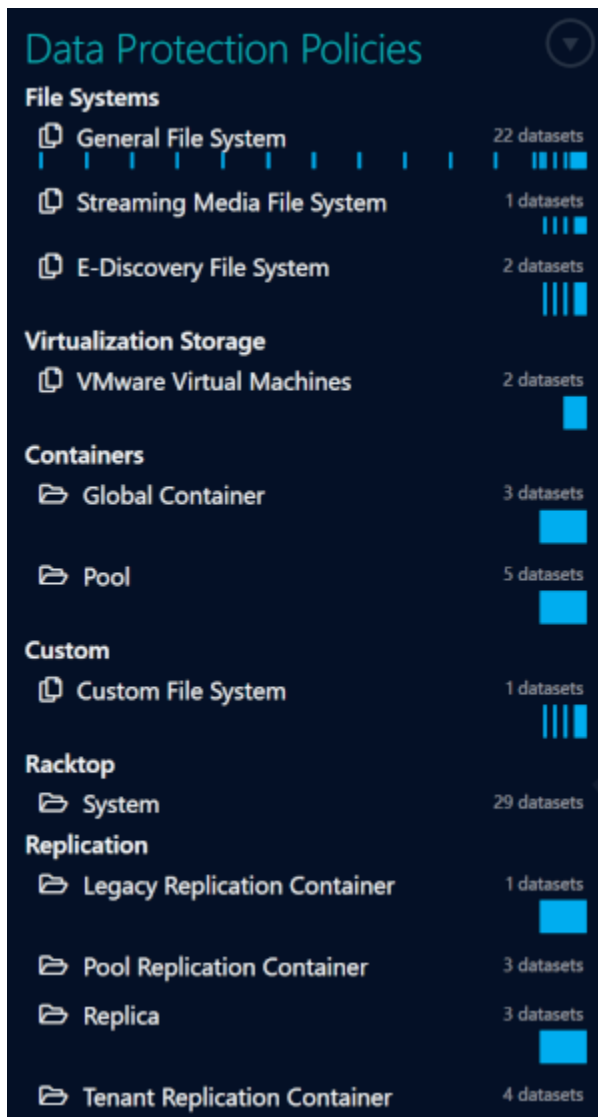 Data Protection Policies
File Systems
General File System 22 datasets
Streaming Media File System 1 datasets
E-Discovery File System 2 datasets
Virtualization Storage
VMware Virtual Machines 2 datasets
Containers
Global Container 3 datasets
Pool 5 datasets
Custom
Custom File System 1 datasets
Racktop
System 29 datasets
Replication
Legacy Replication Container 1 datasets
Pool Replication Container 3 datasets
Replica 3 datasets
Tenant Replication Container 4 datasets